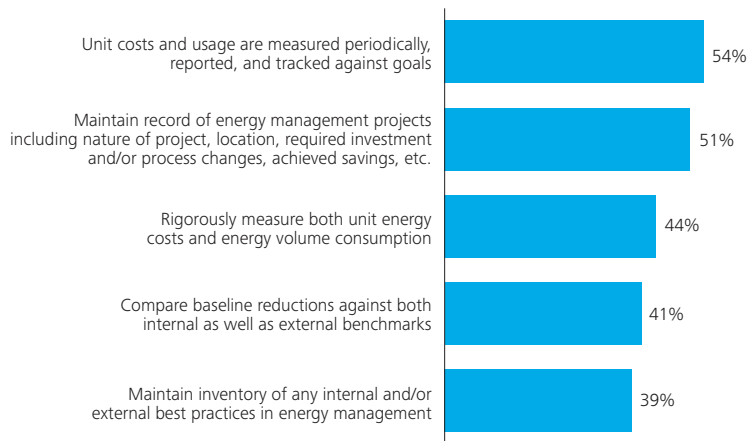 Unit costs and usage are measured periodically,
reported, and tracked against goals
54%
Maintain record of energy management projects
including nature of project, location, required investment
and/or process changes, achieved savings, etc.
51%
Rigorously measure both unit energy
costs and energy volume consumption
44%
Compare baseline reductions against both
internal as well as external benchmarks
41%
Maintain inventory of any internal and/or
external best practices in energy management
39%